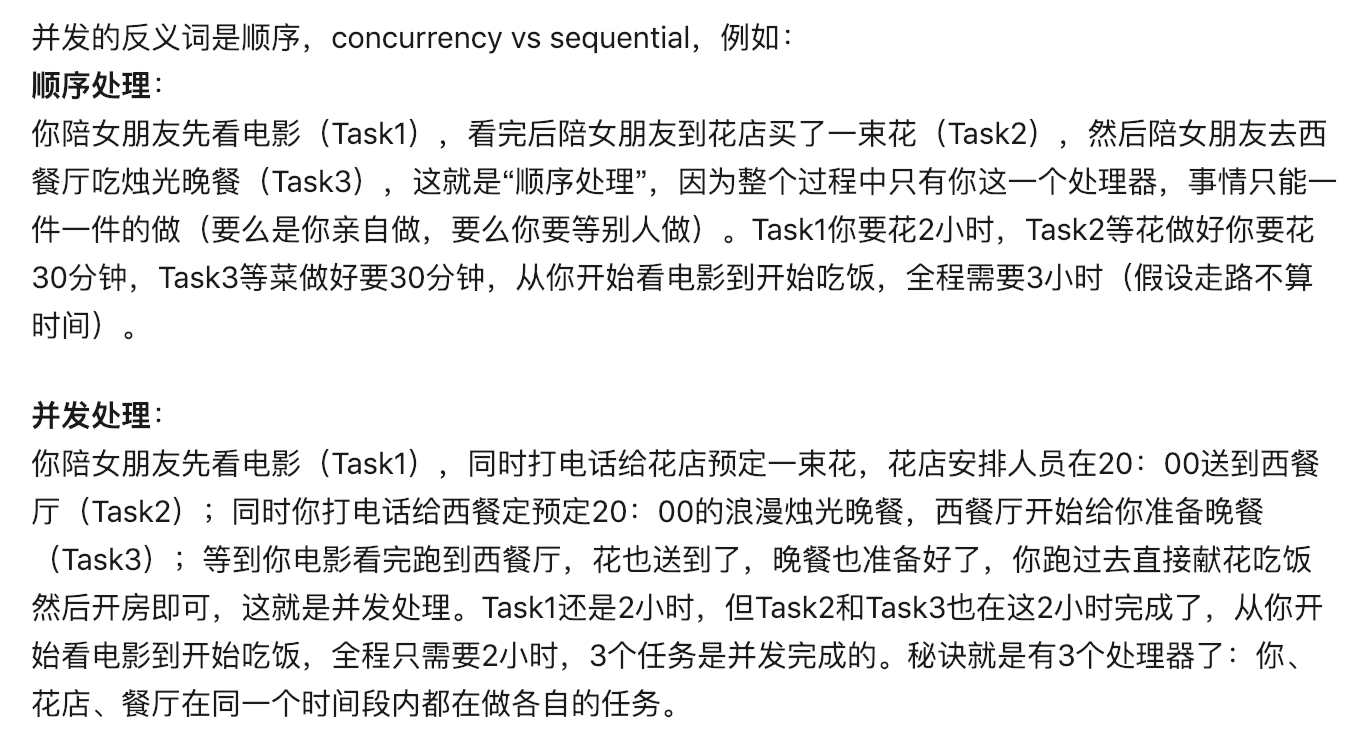 并发的反义词是顺序，concurrency vs sequential，例如：
顺序处理：
你陪女朋友先看电影（Task1），看完后陪女朋友到花店买了一束花（Task2），然后陪女朋友去西
餐厅吃烛光晚餐（Task3），这就是“顺序处理”，因为整个过程中只有你这一个处理器，事情只能一
件一件的做（要么是你亲自做，要么你要等别人做）。Task1你要花2小时，Task2等花做好你要花
30分钟，Task3等菜做好要30分钟，从你开始看电影到开始吃饭，全程需要3小时（假设走路不算
时间）。
并发处理：
你陪女朋友先看电影（Task1），同时打电话给花店预定一束花，花店安排人员在20：00送到西餐
厅（Task2）；同时你打电话给西餐定预定20：00的浪漫烛光晚餐，西餐厅开始给你准备晚餐
（Task3）；等到你电影看完跑到西餐厅，花也送到了，晚餐也准备好了，你跑过去直接献花吃饭
然后开房即可，这就是并发处理。Task1还是2小时，但Task2和Task3也在这2小时完成了，从你开
始看电影到开始吃饭，全程只需要2小时，3个任务是并发完成的。秘诀就是有3个处理器了：你、
花店、餐厅在同一个时间段内都在做各自的任务。